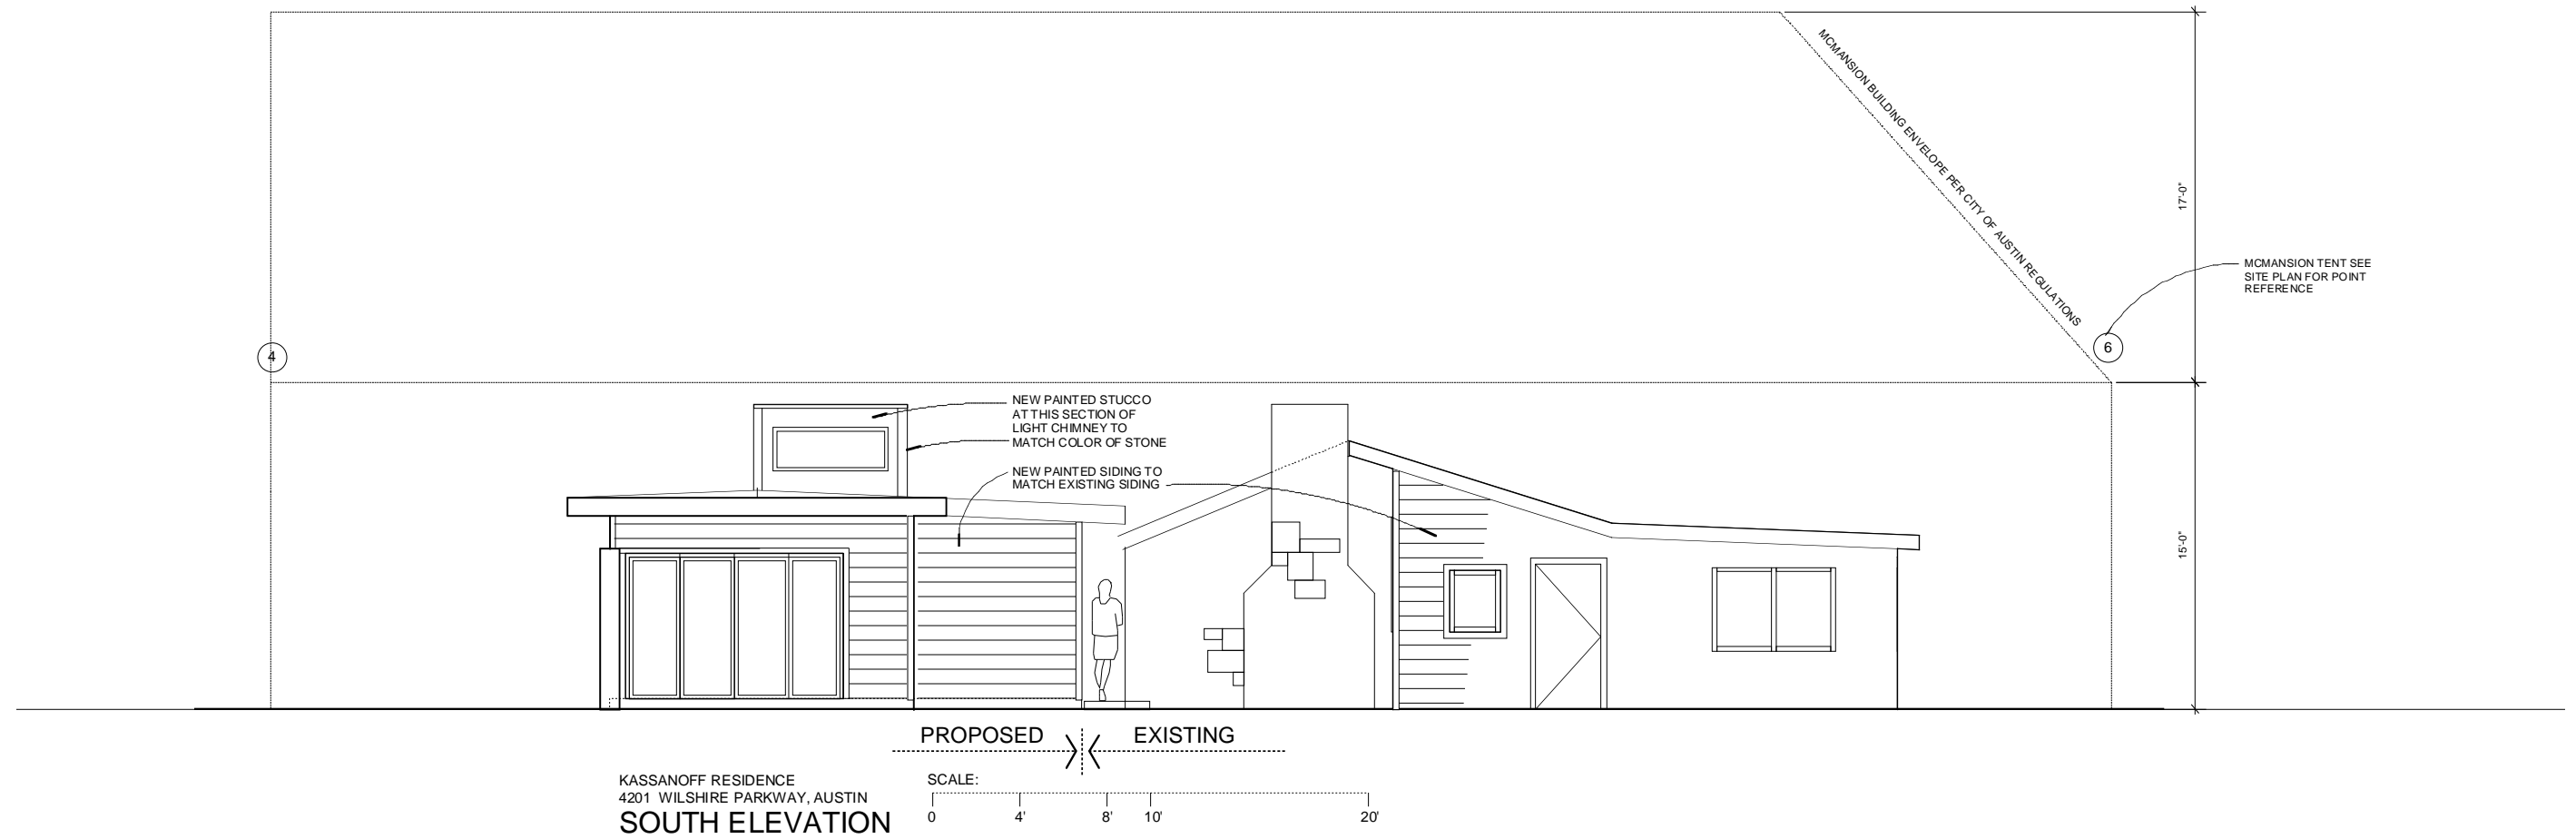 MCMANSION BUILDING ENVELOPE PER CITY OF AUSTIN REGULATIONS
17'-0"
MCMANSION TENT SEE
SITE PLAN FOR POINT
REFERENCE
4
6
NEW PAINTED STUCCO
AT THIS SECTION OF
LIGHT CHIMNEY TO
MATCH COLOR OF STONE
NEW PAINTED SIDING TO
MATCH EXISTING SIDING
15'-0"
PROPOSED
EXISTING
KASSANOFF RESIDENCE
4201 WILSHIRE PARKWAY, AUSTIN
SOUTH ELEVATION
SCALE:
0 4' 8' 10' 20'